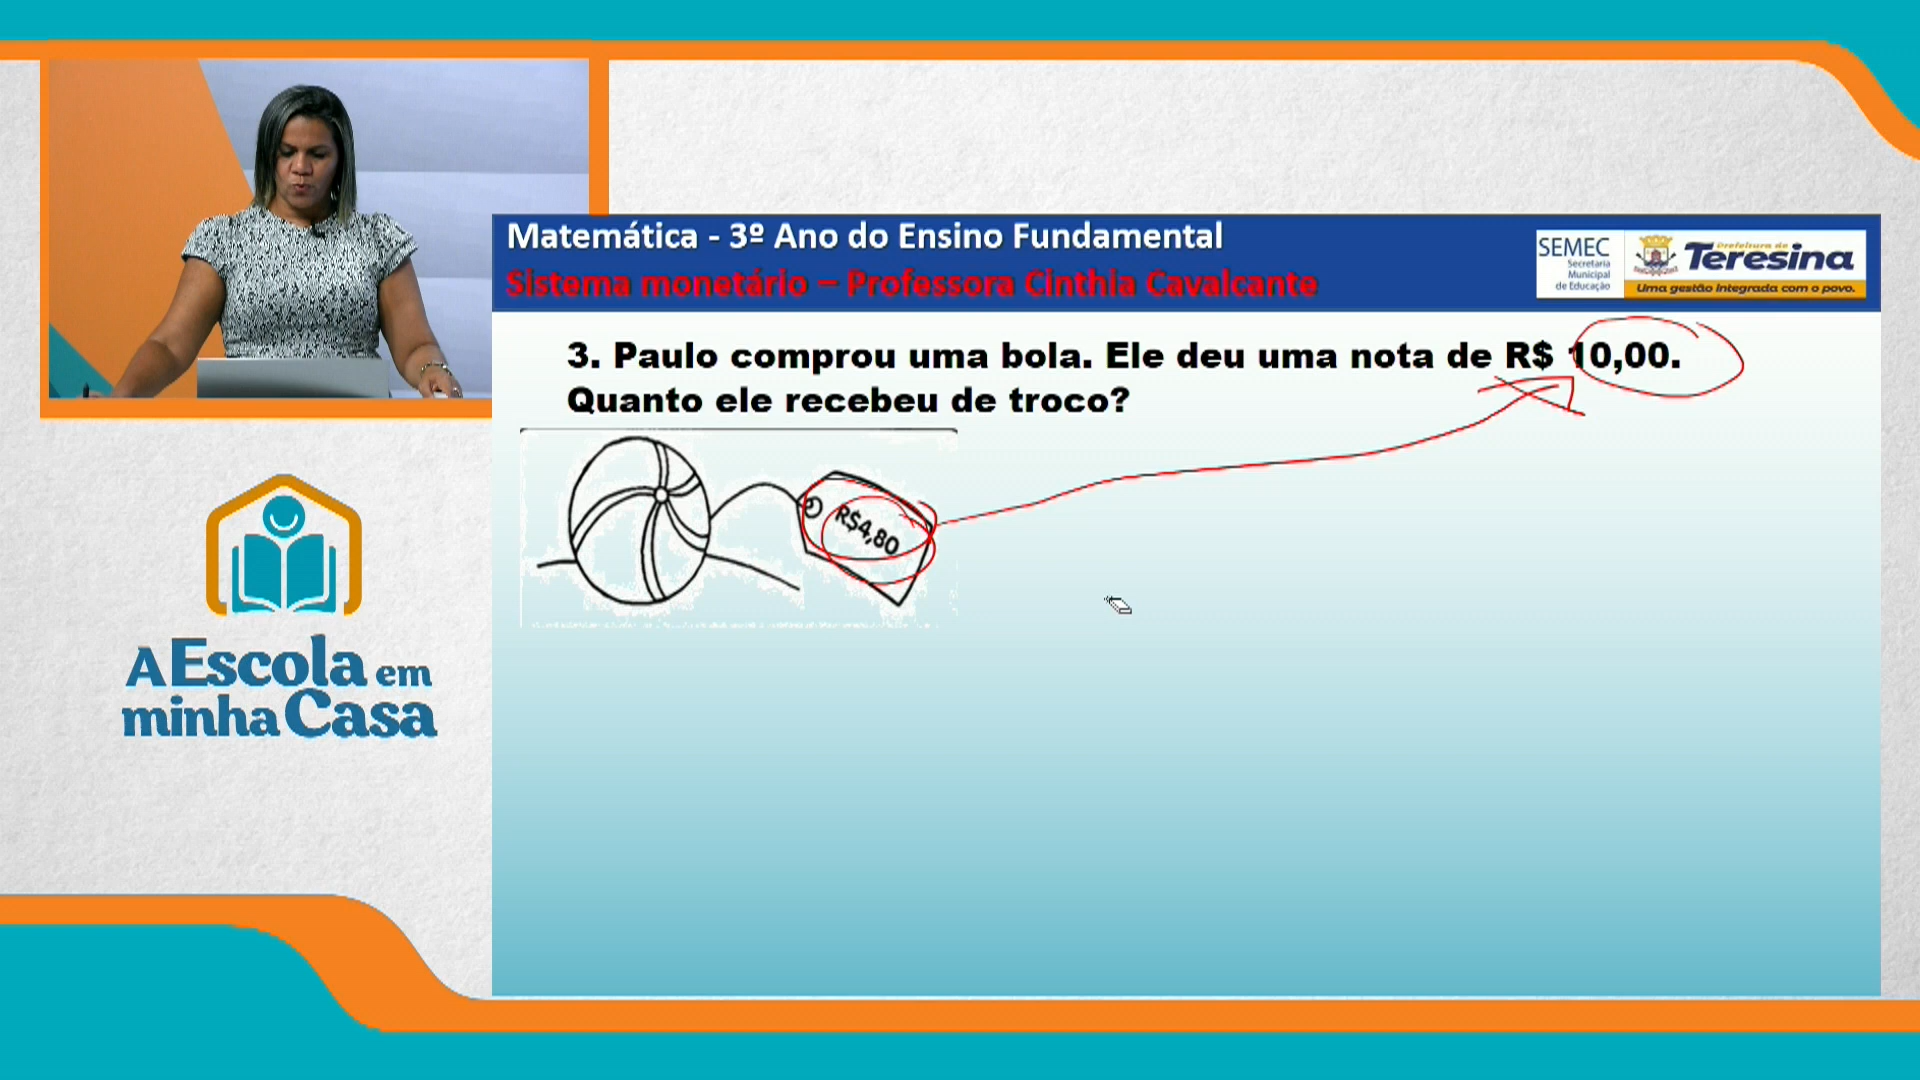 Matemática - 3º Ano do Ensino Fundamental
Sistema monetário – Professora Cinthia Cavalcante
SEMEC
Secretaria
Municipal
de Educação
Prefeitura de
Teresina
Uma gestão integrada com o povo.
3. Paulo comprou uma bola. Ele deu uma nota de R$ 10,00.
Quanto ele recebeu de troco?
R$4,80
A Escola em
minha Casa